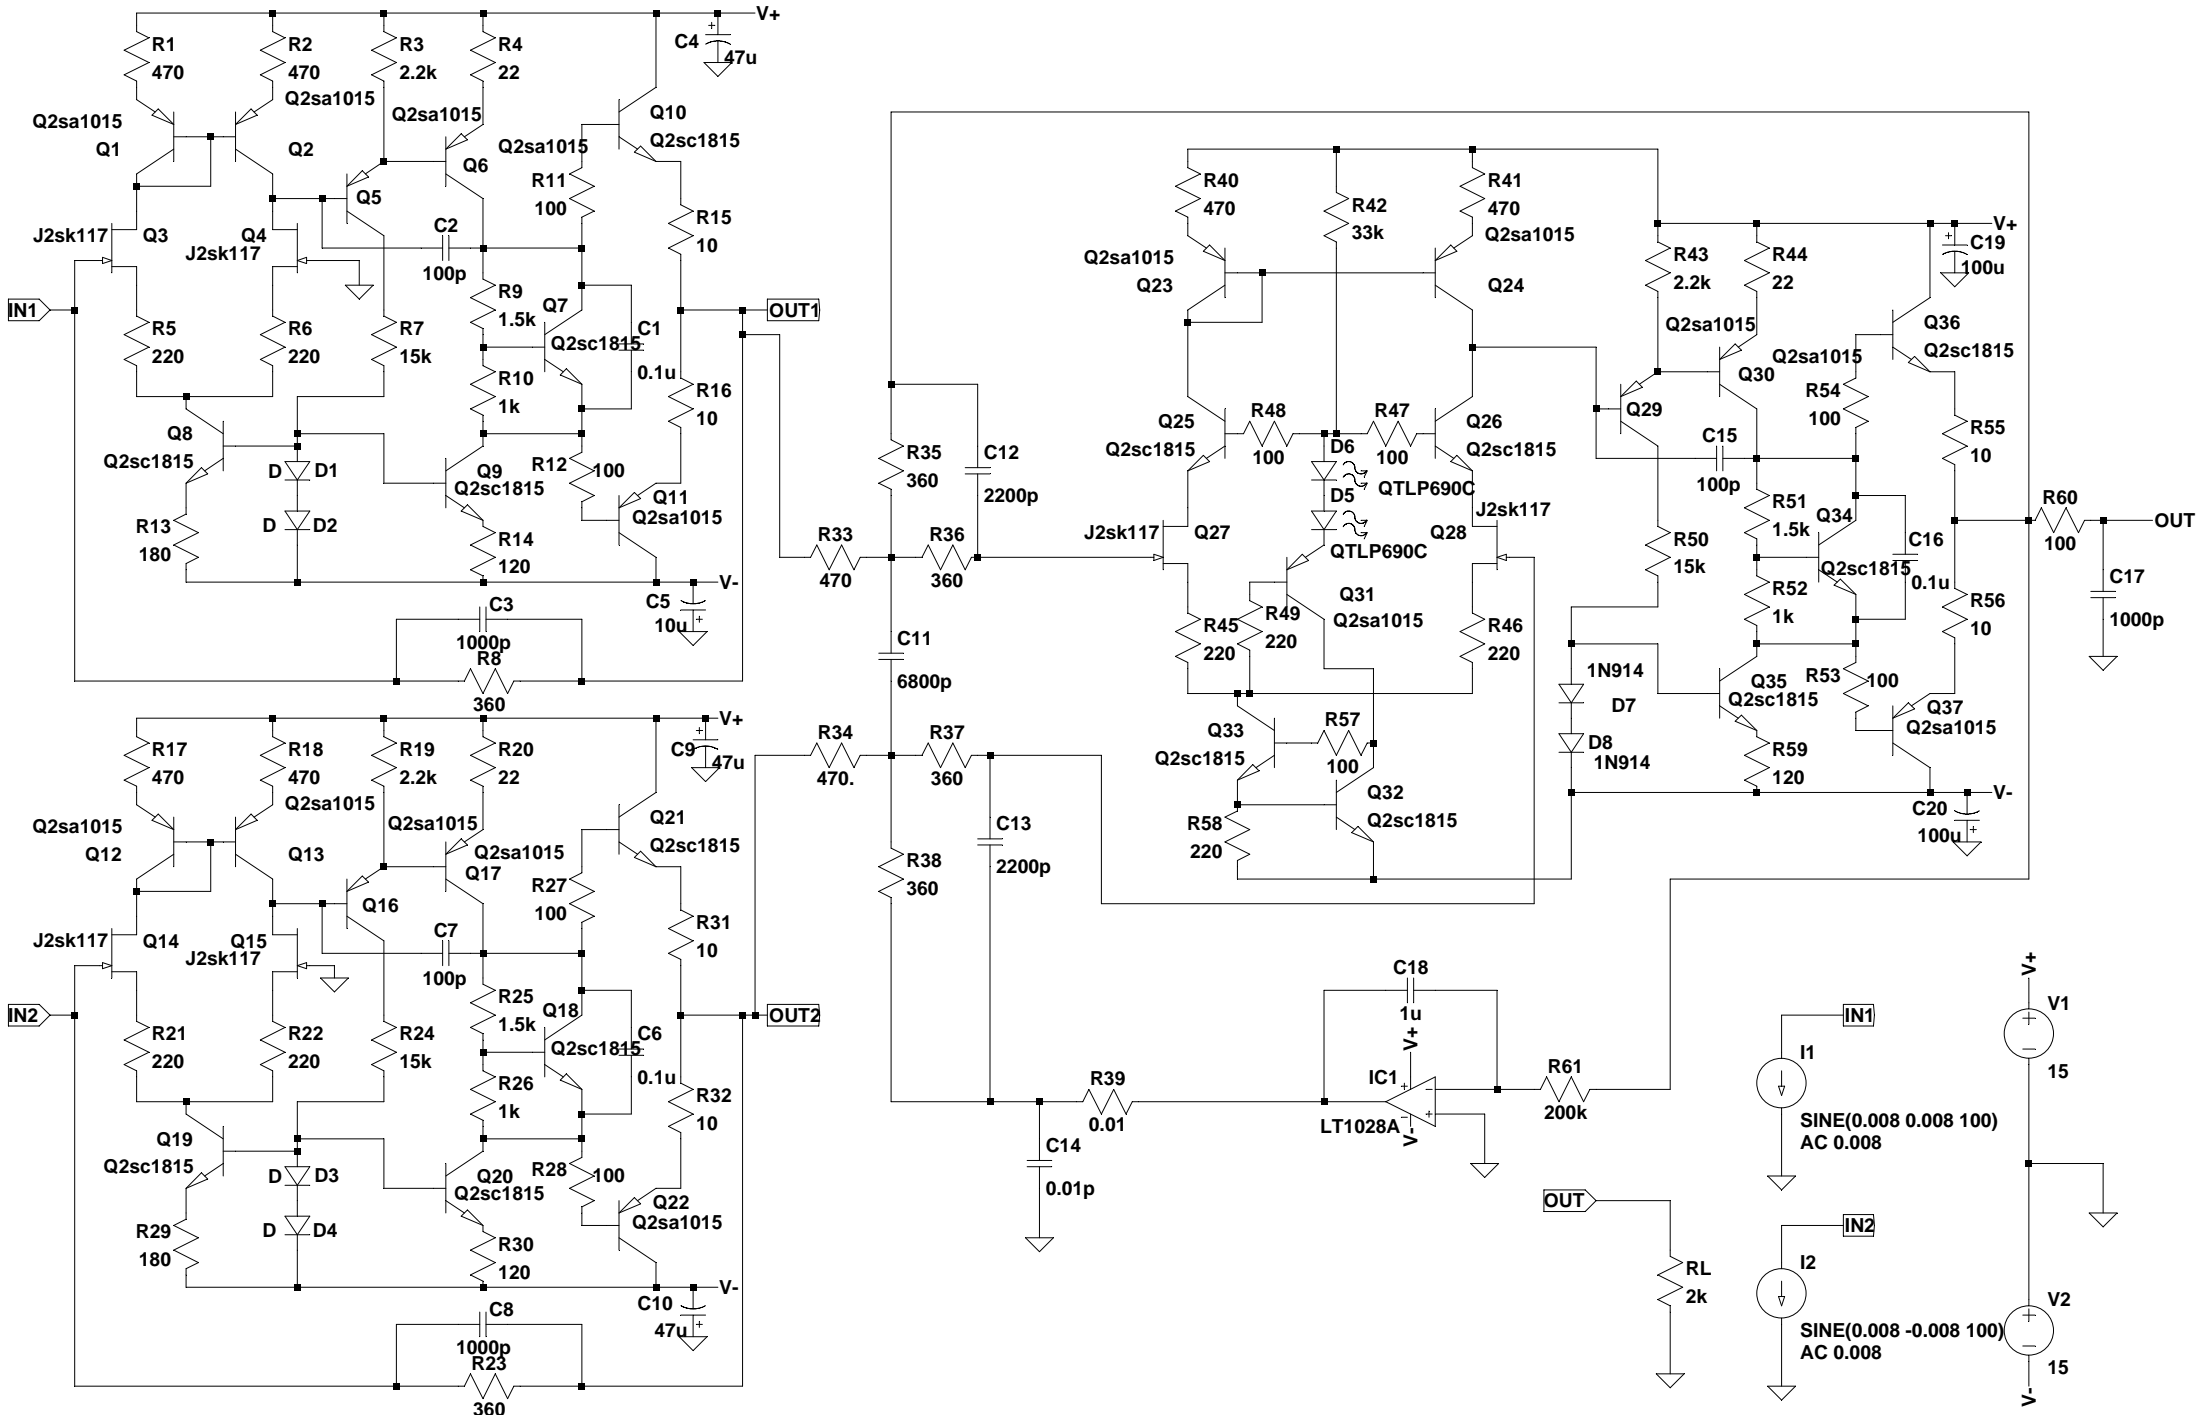 V+
R1
470
R2
470
R3
2.2k
R4
22
C4
47u
Q2sa1015
Q1
Q2sa1015
Q2
Q2sa1015
Q6
Q2sa1015
Q10
Q2sc1815
R11
100
Q5
J2sk117
Q3
Q4
J2sk117
C2
100p
R15
10
IN1
R5
220
R6
220
R7
15k
R9
1.5k
Q7
Q2sc1815
C1
0.1u
OUT1
R10
1k
R16
10
Q8
Q2sc1815
D
D1
D
D2
Q9
Q2sc1815
R12
100
Q11
Q2sa1015
R13
180
R14
120
V-
C5
10u
C3
1000p
R8
360
V+
R17
470
R18
470
R19
2.2k
R20
22
C9
47u
Q2sa1015
Q12
Q2sa1015
Q13
Q2sa1015
Q2sa1015
Q17
Q21
Q2sc1815
R27
100
Q16
J2sk117
Q14
Q15
J2sk117
C7
100p
R31
10
IN2
R21
220
R22
220
R24
15k
R25
1.5k
Q18
Q2sc1815
C6
0.1u
OUT2
R26
1k
R32
10
Q19
Q2sc1815
D
D3
D
D4
Q20
Q2sc1815
R28
100
Q22
Q2sa1015
R29
180
R30
120
V-
C10
47u
C8
1000p
R23
360
R33
470
R35
360
R36
360
C12
2200p
C11
6800p
R34
470.
R37
360
R38
360
C13
2200p
C14
0.01p
R39
0.01
R40
470
R42
33k
R41
470
Q2sa1015
Q23
Q2sa1015
Q24
Q25
Q2sc1815
R48
100
R47
100
Q26
Q2sc1815
D6
QTLP690C
D5
QTLP690C
J2sk117
Q27
J2sk117
Q28
Q31
Q2sa1015
R45
220
R49
220
R46
220
Q33
Q2sc1815
R57
100
Q32
Q2sc1815
R58
220
V+
C19
100u
R43
2.2k
R44
22
Q2sa1015
Q30
Q2sa1015
Q36
Q2sc1815
R54
100
Q29
C15
100p
R55
10
R51
1.5k
Q34
Q2sc1815
C16
0.1u
R50
15k
R52
1k
R56
10
R60
100
OUT
C17
1000p
1N914
D7
D8
1N914
Q35
Q2sc1815
R53
100
Q37
Q2sa1015
R59
120
V-
C20
100u
C18
1u
V+
IC1
LT1028A
V-
R61
200k
OUT
RL
2k
IN1
I1
SINE(0.008 0.008 100)
AC 0.008
IN2
I2
SINE(0.008 -0.008 100)
AC 0.008
V+
V1
15
V2
15
V-